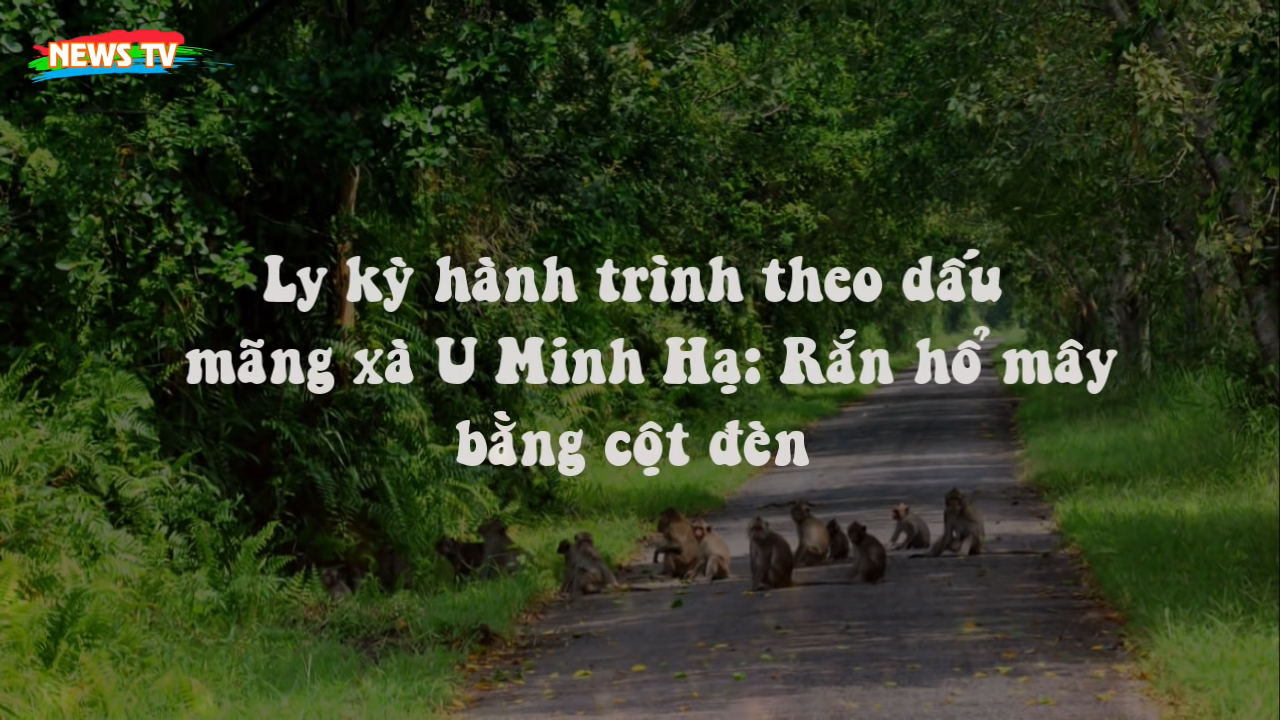 NEWS TV
Ly kỳ hành trình theo dấu
mãng xà U Minh Hạ: Rắn hổ mây
bằng cột đèn